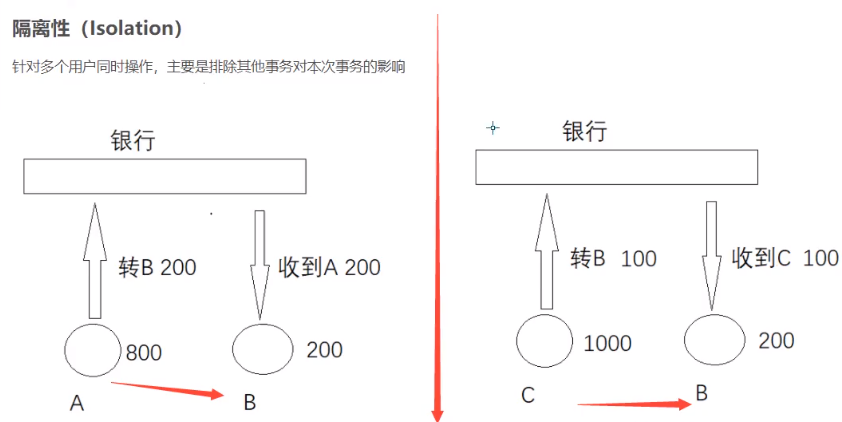 隔离性（Isolation）
针对多个用户同时操作，主要是排除其他事务对本次事务的影响
银行
转B 200
收到A 200
800
200
A
B
银行
转B 100
收到C 100
1000
200
C
B